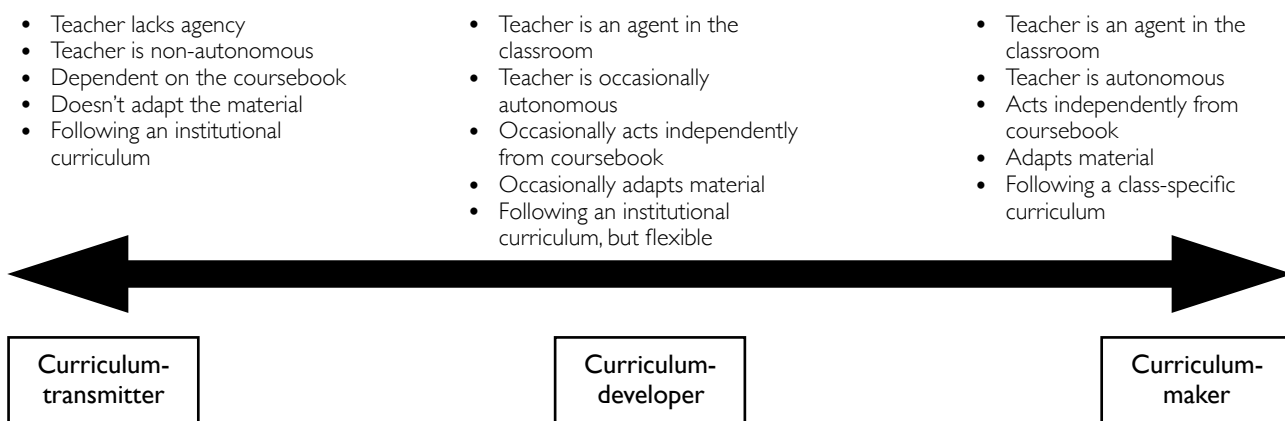 • Teacher lacks agency
• Teacher is non-autonomous
• Dependent on the coursebook
• Doesn’t adapt the material
• Following an institutional
curriculum
• Teacher is an agent in the
classroom
• Teacher is occasionally
autonomous
• Occasionally acts independently
from coursebook
• Occasionally adapts material
• Following an institutional
curriculum, but flexible
• Teacher is an agent in the
classroom
• Teacher is autonomous
• Acts independently from
coursebook
• Adapts material
• Following a class-specific
curriculum
Curriculum-
transmitter
Curriculum-
developer
Curriculum-
maker